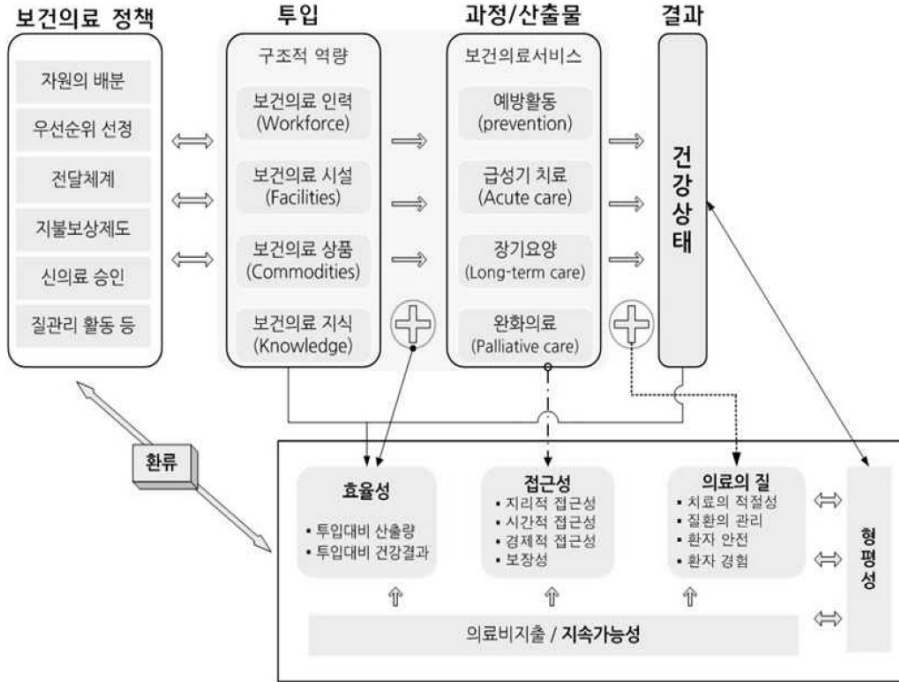 보건의료 정책
자원의 배분
우선순위 선정
전달체계
지불보상제도
신의료 승인
질관리 활동 등
투입
구조적 역량
보건의료 인력
(Workforce)
보건의료 시설
(Facilities)
보건의료 상품
(Commodities)
보건의료 지식
(Knowledge)
과정/산출물
보건의료서비스
예방활동
(prevention)
급성기 치료
(Acute care)
장기요양
(Long-term care)
완화의료
(Palliative care)
결과
건강상태
환류
효율성
▪ 투입대비 산출량
▪ 투입대비 건강결과
접근성
▪ 지리적 접근성
▪ 시간적 접근성
▪ 경제적 접근성
▪ 보장성
의료의 질
▪ 치료의 적절성
▪ 질환의 관리
▪ 환자 안전
▪ 환자 경험
형평성
의료비지출 / 지속가능성